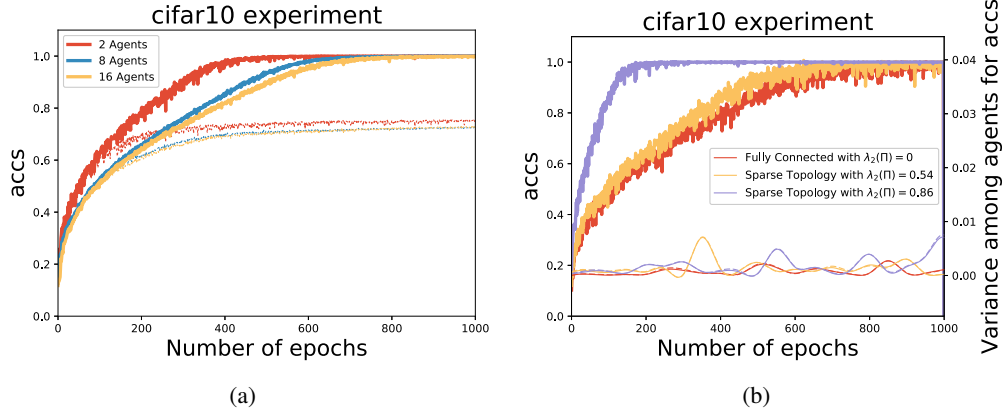 cifar10 experiment
accs
1.0
0.8
0.6
0.4
0.2
0.0
2 Agents
8 Agents
16 Agents
0 200 400 600 800 1000
Number of epochs
(a)
cifar10 experiment
accs
1.0
0.8
0.6
0.4
0.2
0.0
Fully Connected with λ₂(Π) = 0
Sparse Topology with λ₂(Π) = 0.54
Sparse Topology with λ₂(Π) = 0.86
0.04
0.03
0.02
0.01
0.00
Variance among agents for accs
0 200 400 600 800 1000
Number of epochs
(b)